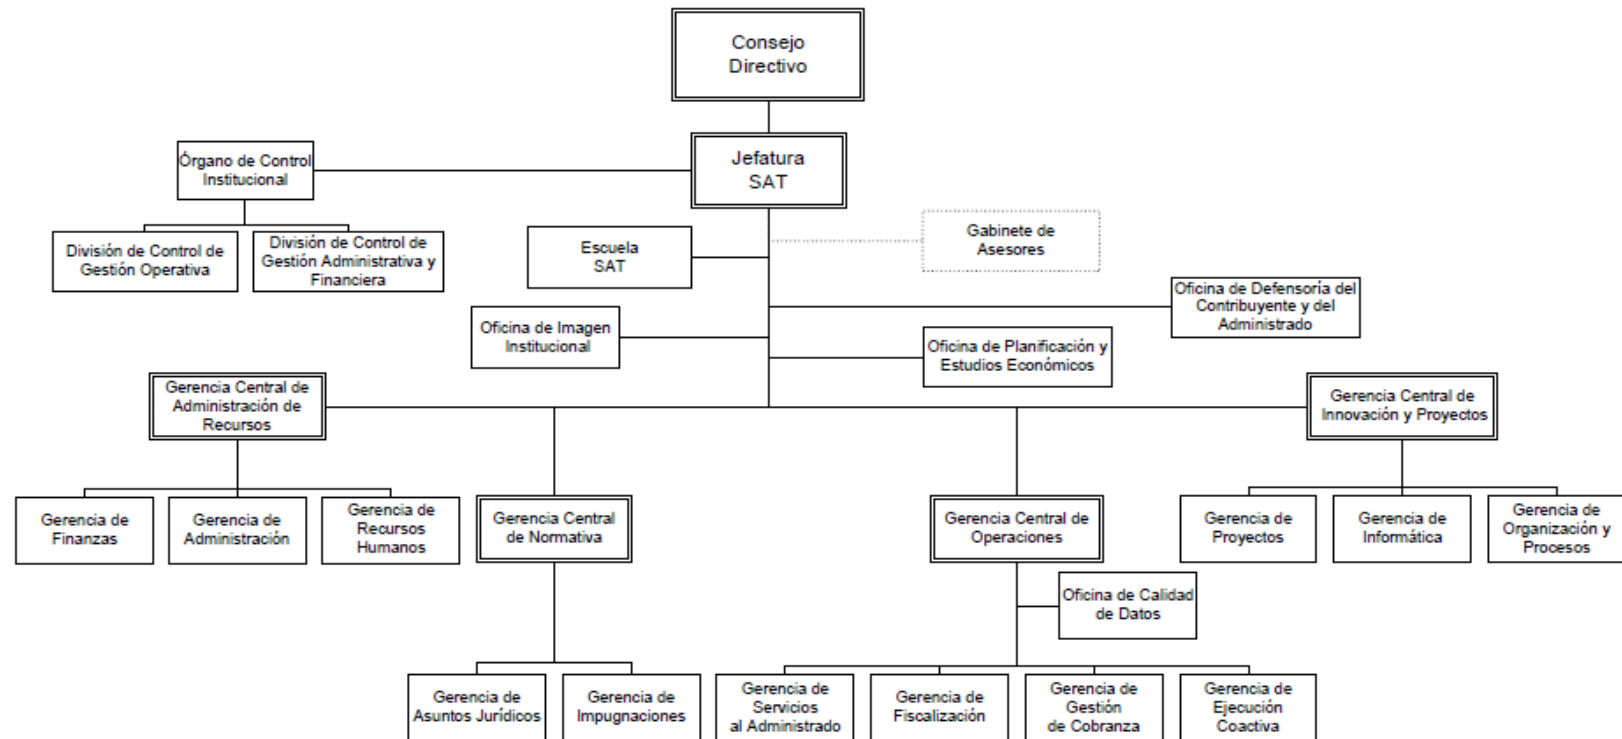 Consejo
Directivo
Jefatura
SAT
Órgano de Control
Institucional
División de Control de
Gestión Operativa
División de Control de
Gestión Administrativa y
Financiera
Escuela
SAT
Gabinete de
Asesores
Oficina de Defensoría del
Contribuyente y del
Administrado
Oficina de Imagen
Institucional
Oficina de Planificación y
Estudios Económicos
Gerencia Central de
Administración de
Recursos
Gerencia Central de
Innovación y Proyectos
Gerencia de
Finanzas
Gerencia de
Administración
Gerencia de
Recursos
Humanos
Gerencia Central
de Normativa
Gerencia Central de
Operaciones
Gerencia de
Proyectos
Gerencia de
Informática
Gerencia de
Organización y
Procesos
Oficina de Calidad
de Datos
Gerencia de
Asuntos Jurídicos
Gerencia de
Impugnaciones
Gerencia de
Servicios
al Administrado
Gerencia de
Fiscalización
Gerencia de
Gestión
de Cobranza
Gerencia de
Ejecución
Coactiva